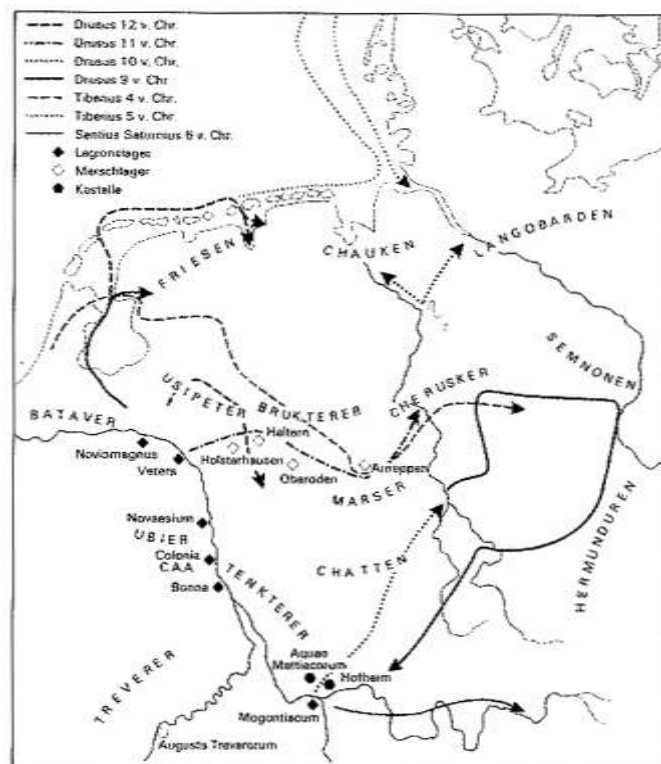 Drusus 12 v. Chr.
Drusus 11 v. Chr.
Drusus 10 v. Chr.
Drusus 9 v. Chr.
Tiberius 4 v. Chr.
Tiberius 5 v. Chr.
Sentius Saturnius 6 v. Chr.
Legionslager
Marschlager
Kastelle
FRIESEN
CHAUKEN
LANGOBARDEN
SEMNONEN
BATAVER
USIPETER
BRUKTERER
CHERUSKER
Noviomagnus
Vetera
Haltern
Holsterhausen
Oberaden
Anreppen
MARSER
Novaesium
UBIER
Colonia
C.A.A.
Bonna
TENKTERER
CHATTEN
HERMUNDUREN
TREVERER
Aquae
Mattiacorum
Hofheim
Mogontiacum
Augusta Treverorum